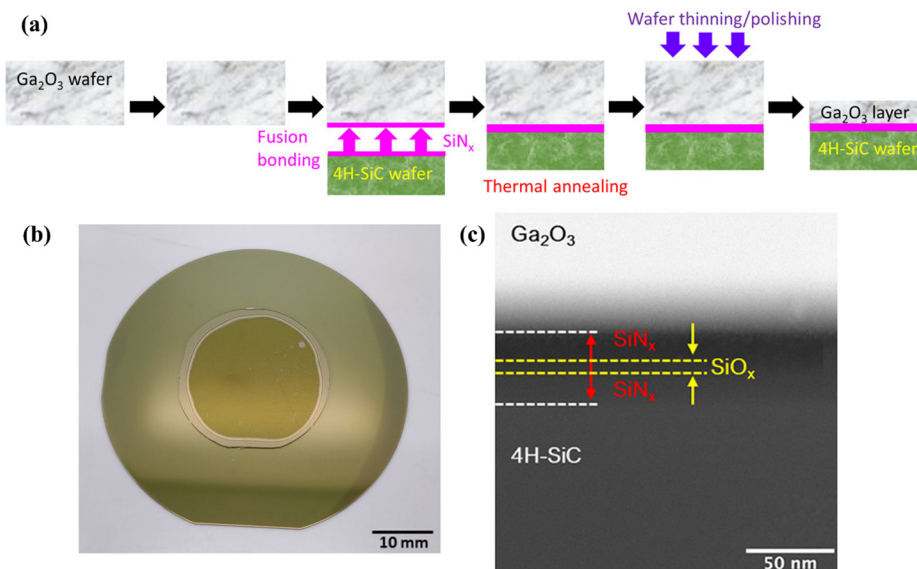 (a)
Wafer thinning/polishing
Ga₂O₃ wafer
Fusion
bonding
SiNₓ
4H-SiC wafer
Thermal annealing
Ga₂O₃ layer
4H-SiC wafer
(b)
10 mm
(c)
Ga₂O₃
SiNₓ
SiOₓ
SiNₓ
4H-SiC
50 nm